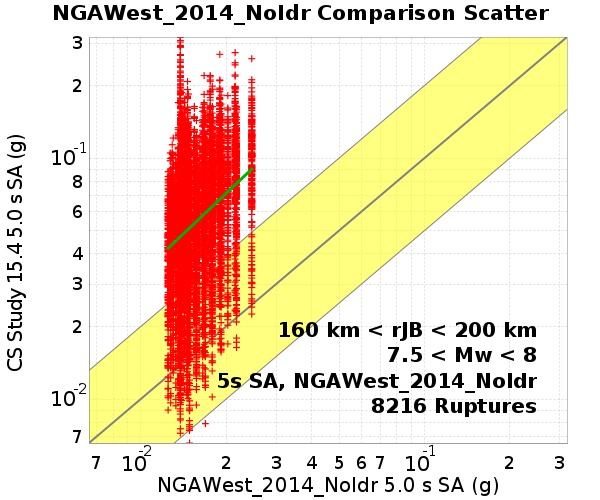 NGAWest_2014_NoIdr Comparison Scatter
3
2
10-1
8
6
4
3
2
10-2
7
CS Study 15.4 5.0 s SA (g)
160 km < rJB < 200 km
7.5 < Mw < 8
5s SA, NGAWest_2014_NoIdr
8216 Ruptures
7 10-2 2 3 4 5 6 7 10-1 2 3
NGAWest_2014_NoIdr 5.0 s SA (g)